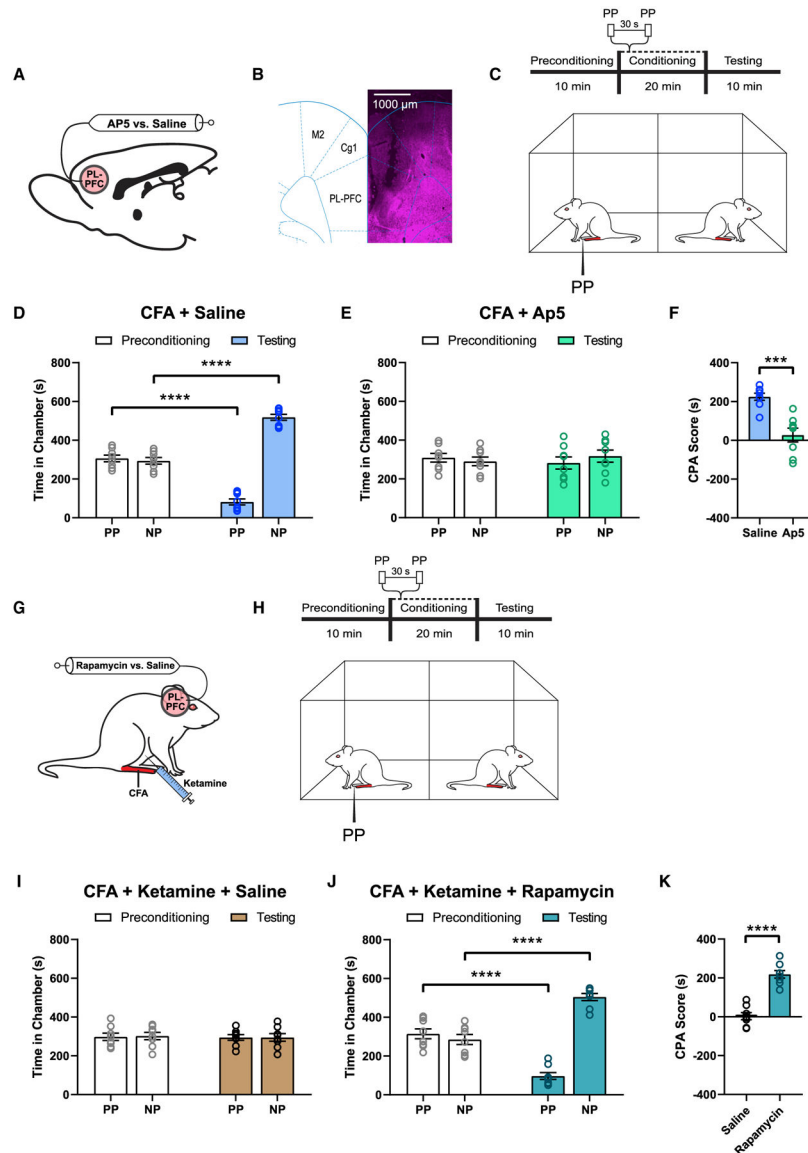 PP PP
30 s
A
B
C
Preconditioning Conditioning Testing
10 min 20 min 10 min
AP5 vs. Saline
PL-
PFC
1000 µm
M2
Cg1
PL-PFC
PP
D
CFA + Saline
Preconditioning Testing
****
****
Time in Chamber (s)
800
600
400
200
0
PP NP PP NP
E
CFA + Ap5
Preconditioning Testing
Time in Chamber (s)
800
600
400
200
0
PP NP PP NP
F
***
CPA Score (s)
400
200
0
-200
-400
Saline Ap5
PP PP
30 s
G
H
Preconditioning Conditioning Testing
10 min 20 min 10 min
Rapamycin vs. Saline
PL-
PFC
Ketamine
CFA
PP
I
CFA + Ketamine + Saline
Preconditioning Testing
Time in Chamber (s)
800
600
400
200
0
PP NP PP NP
J
CFA + Ketamine + Rapamycin
Preconditioning Testing
****
****
Time in Chamber (s)
800
600
400
200
0
PP NP PP NP
K
****
CPA Score (s)
400
200
0
-200
-400
Saline
Rapamycin